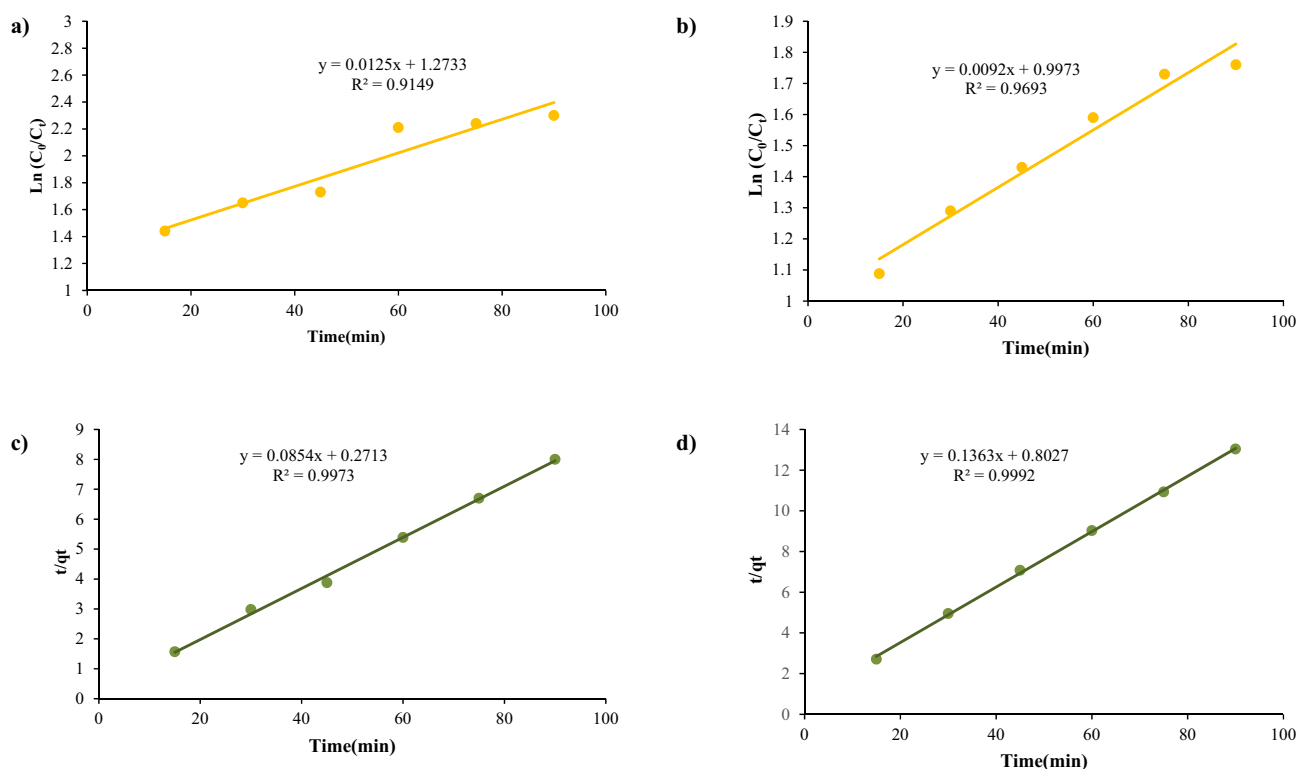 a)
3
2.8
2.6
2.4
2.2
2
1.8
1.6
1.4
1.2
1
y = 0.0125x + 1.2733
R² = 0.9149
Ln (C₀/Cₜ)
0 20 40 60 80 100
Time(min)
b)
1.9
1.8
1.7
1.6
1.5
1.4
1.3
1.2
1.1
1
y = 0.0092x + 0.9973
R² = 0.9693
Ln (C₀/Cₜ)
0 20 40 60 80 100
Time(min)
c)
9
8
7
6
5
4
3
2
1
0
y = 0.0854x + 0.2713
R² = 0.9973
t/qt
0 20 40 60 80 100
Time(min)
d)
14
12
10
8
6
4
2
0
y = 0.1363x + 0.8027
R² = 0.9992
t/qt
0 20 40 60 80 100
Time(min)